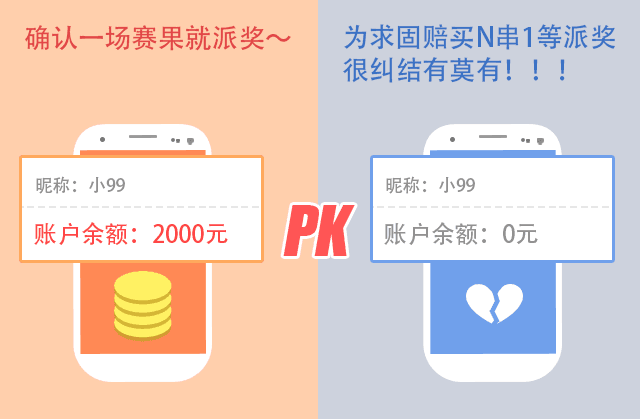 确认一场赛果就派奖～
为求固赔买N串1等派奖
很纠结有莫有！！！
昵称：小99
账户余额：2000元
PK
昵称：小99
账户余额：0元